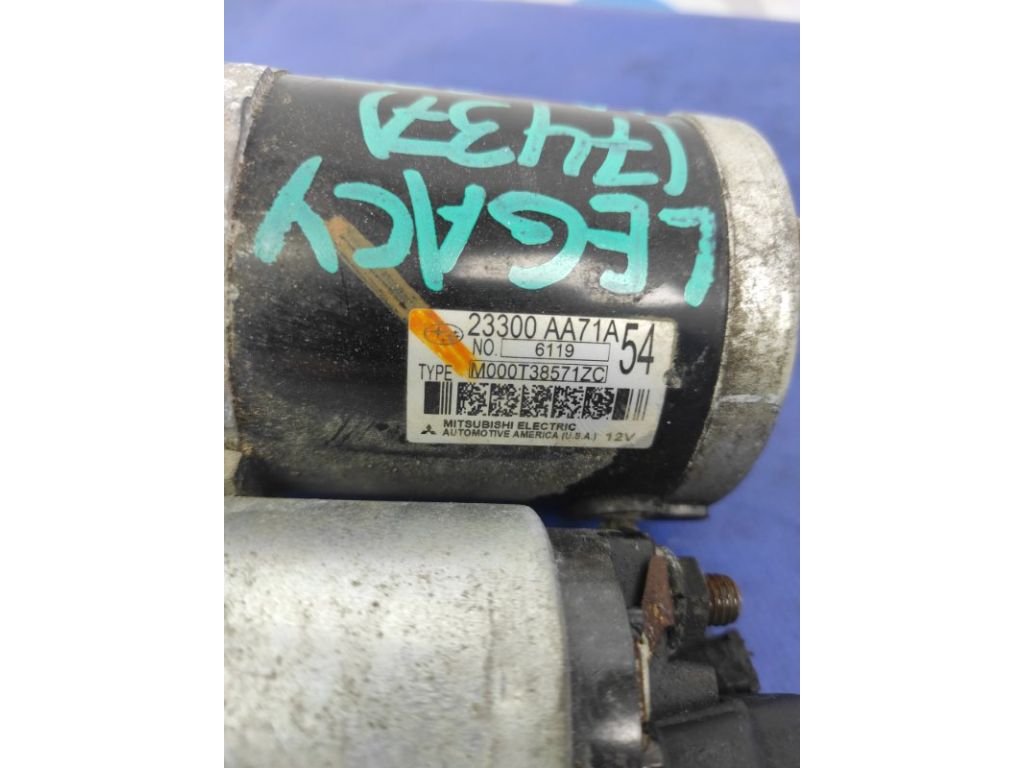 LEGACY
(7437)
23300 AA71A
54
NO. 6119
TYPE M000T38571ZC
MITSUBISHI ELECTRIC
AUTOMOTIVE AMERICA (U.S.A.) 12V